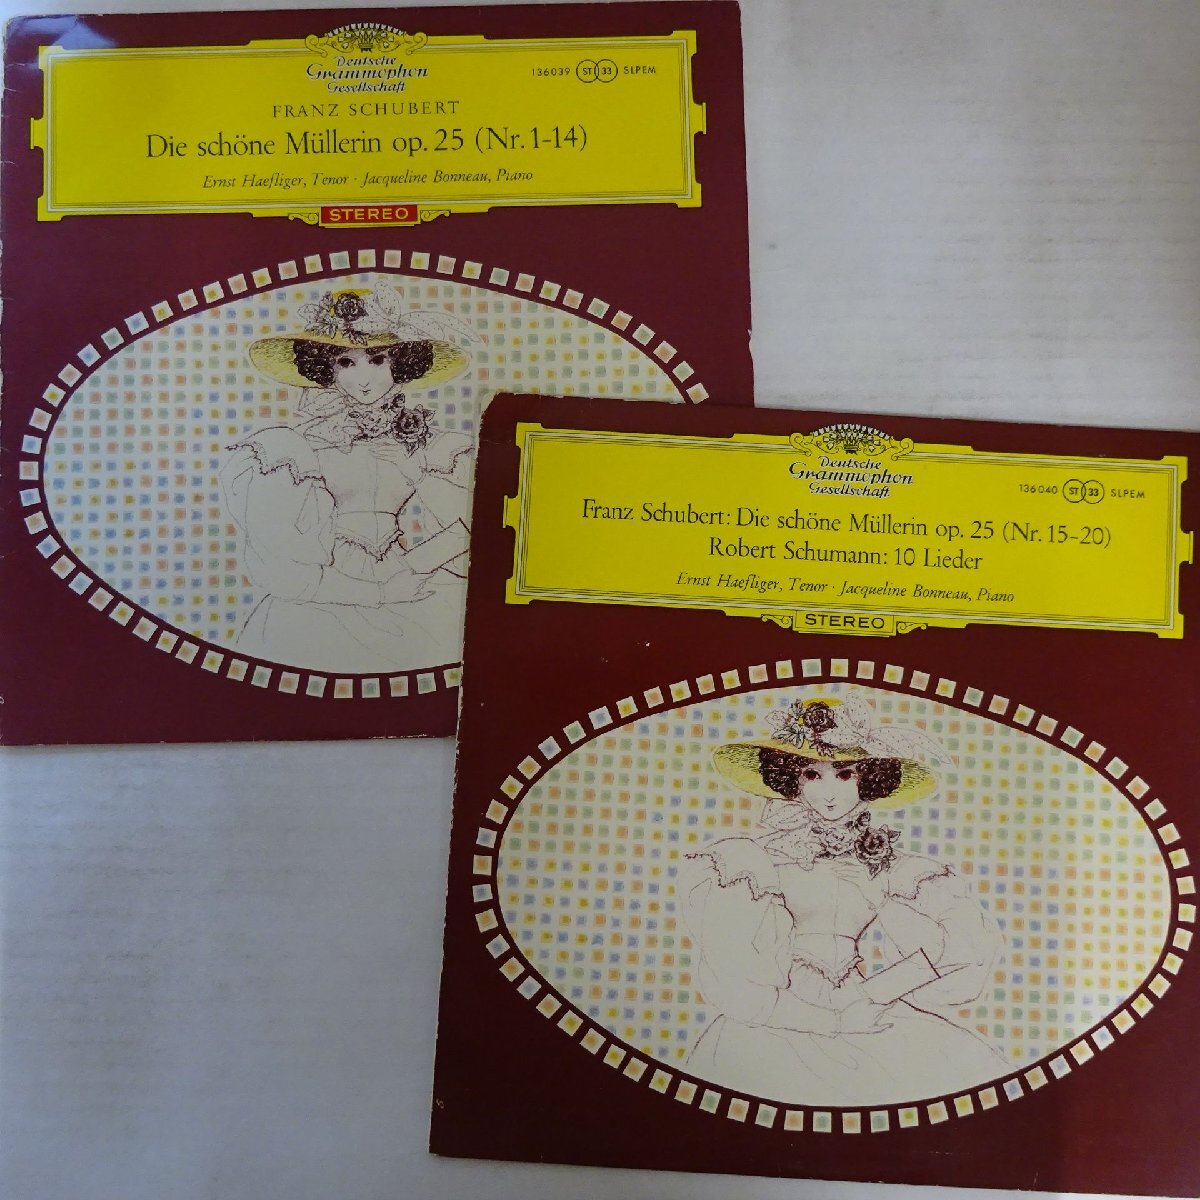 Deutsche
Grammophon
Gesellschaft
136039 ST 33 SLPEM
FRANZ SCHUBERT
Die schöne Müllerin op. 25 (Nr. 1-14)
Ernst Haefliger, Tenor · Jacqueline Bonneau, Piano
STEREO
Deutsche
Grammophon
Gesellschaft
136040 ST 33 SLPEM
Franz Schubert: Die schöne Müllerin op. 25 (Nr. 15-20)
Robert Schumann: 10 Lieder
Ernst Haefliger, Tenor · Jacqueline Bonneau, Piano
STEREO